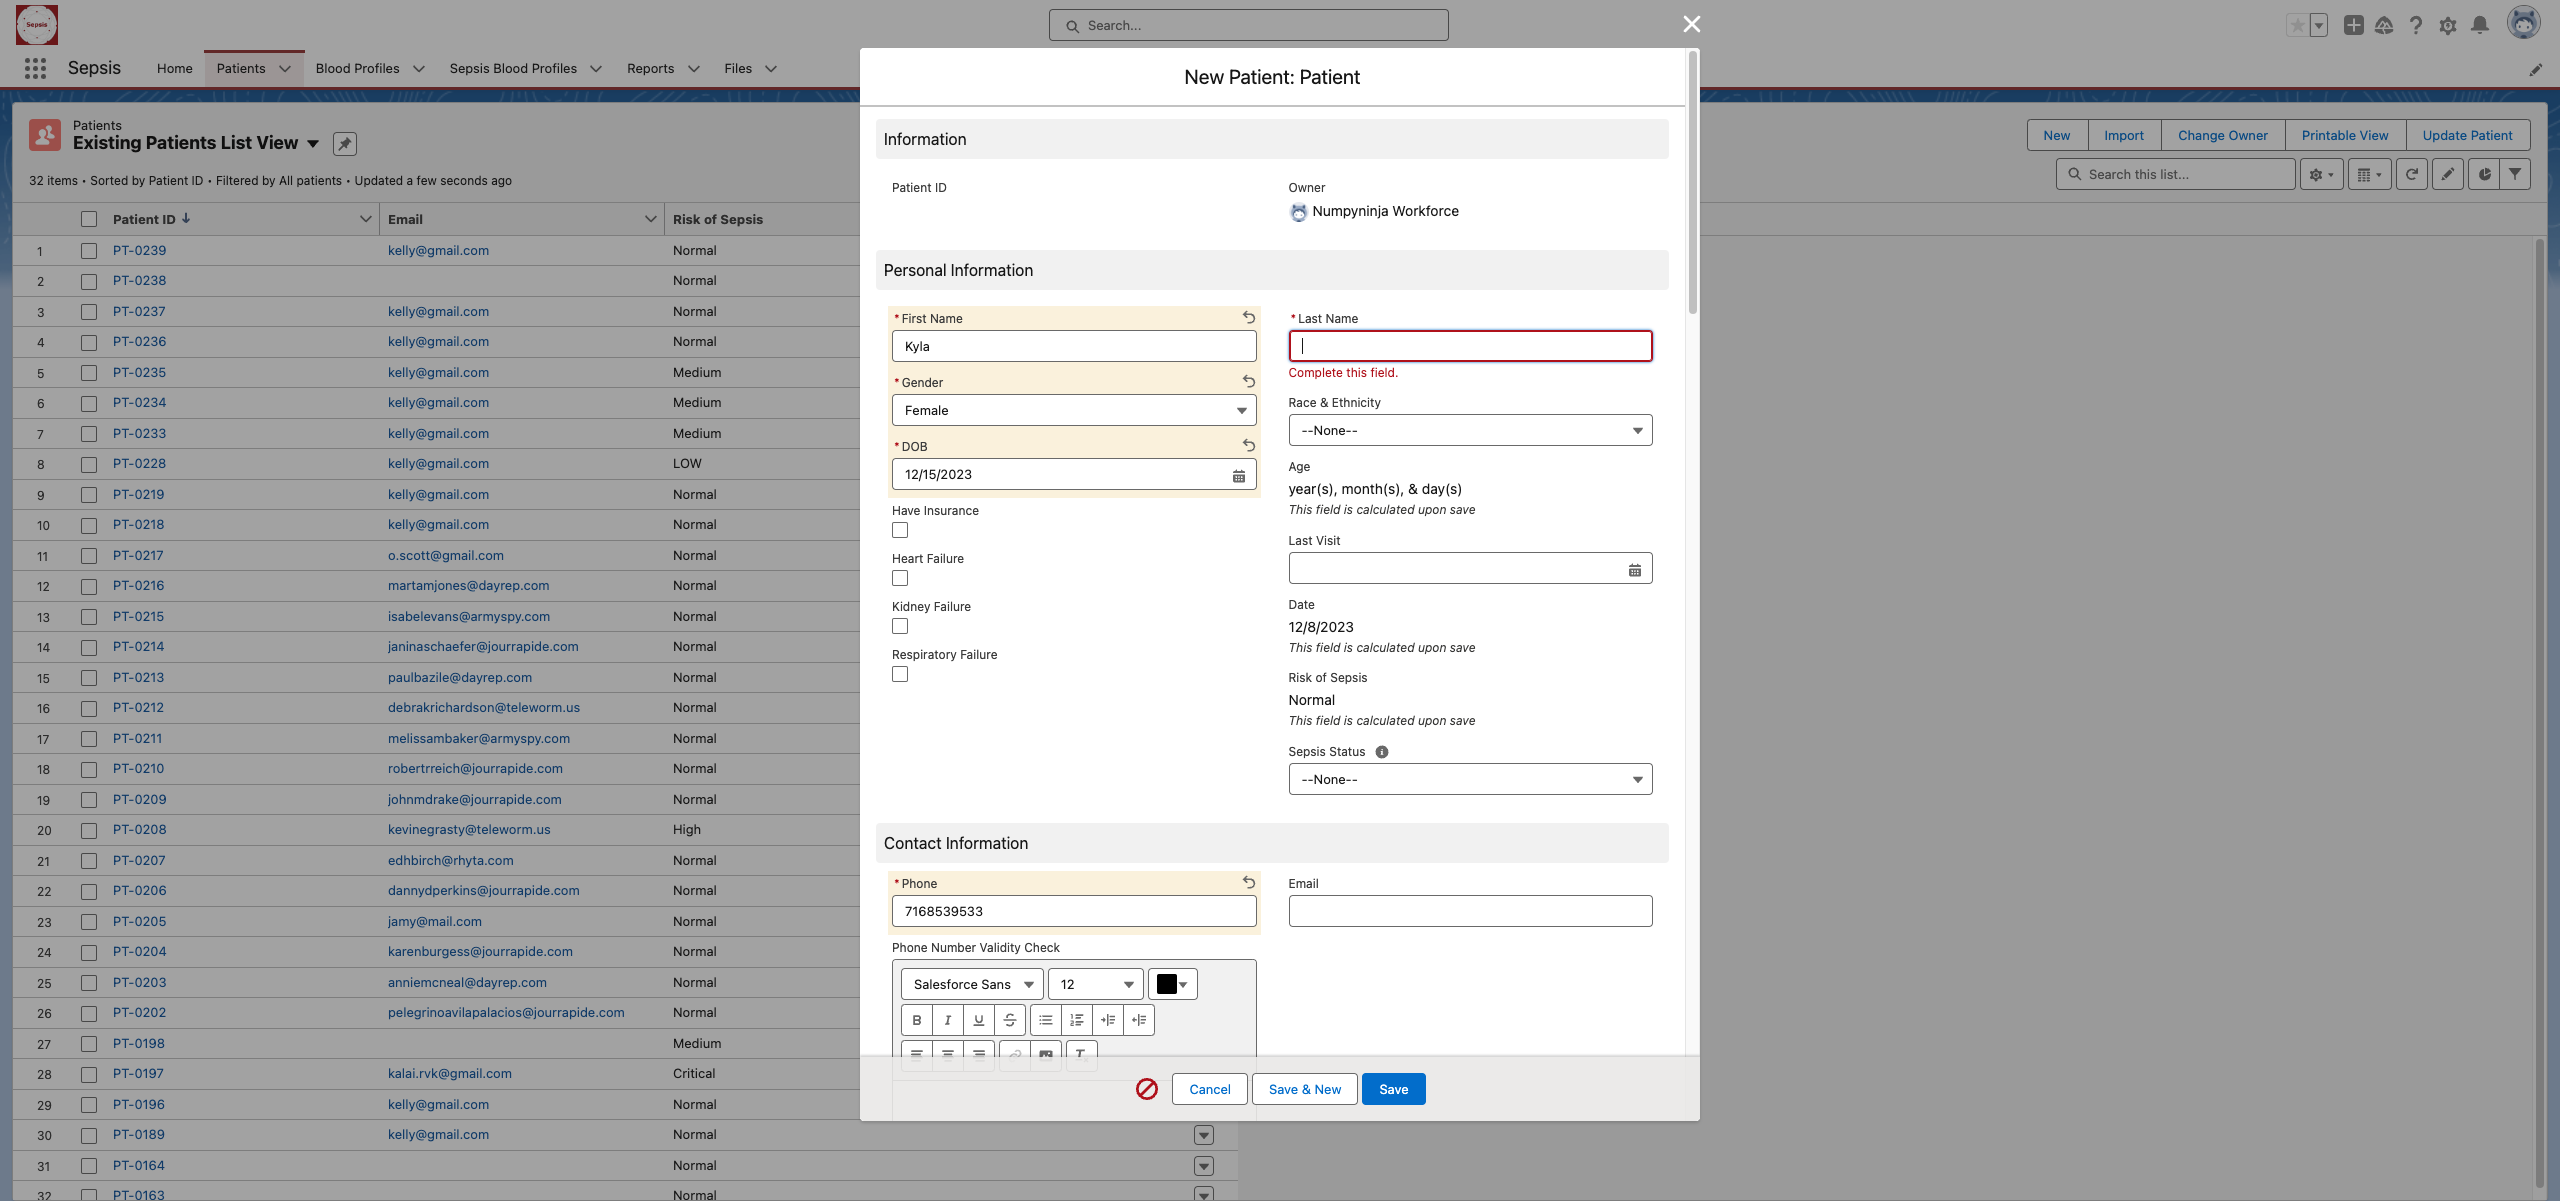 Sepsis
Search...
Sepsis
Home
Patients
Blood Profiles
Sepsis Blood Profiles
Reports
Files
Patients
Existing Patients List View
32 items • Sorted by Patient ID • Filtered by All patients • Updated a few seconds ago
New
Import
Change Owner
Printable View
Update Patient
Search this list...
Patient ID
Email
Risk of Sepsis
1 PT-0239 kelly@gmail.com Normal
2 PT-0238 Normal
3 PT-0237 kelly@gmail.com Normal
4 PT-0236 kelly@gmail.com Normal
5 PT-0235 kelly@gmail.com Medium
6 PT-0234 kelly@gmail.com Medium
7 PT-0233 kelly@gmail.com Medium
8 PT-0228 kelly@gmail.com LOW
9 PT-0219 kelly@gmail.com Normal
10 PT-0218 kelly@gmail.com Normal
11 PT-0217 o.scott@gmail.com Normal
12 PT-0216 martamjones@dayrep.com Normal
13 PT-0215 isabelevans@armyspy.com Normal
14 PT-0214 janinaschaefer@jourrapide.com Normal
15 PT-0213 paulbazile@dayrep.com Normal
16 PT-0212 debrakrichardson@teleworm.us Normal
17 PT-0211 melissambaker@armyspy.com Normal
18 PT-0210 robertrreich@jourrapide.com Normal
19 PT-0209 johnmdrake@jourrapide.com Normal
20 PT-0208 kevinegrasty@teleworm.us High
21 PT-0207 edhbirch@rhyta.com Normal
22 PT-0206 dannydperkins@jourrapide.com Normal
23 PT-0205 jamy@mail.com Normal
24 PT-0204 karenburgess@jourrapide.com Normal
25 PT-0203 anniemcneal@dayrep.com Normal
26 PT-0202 pelegrinoavilapalacios@jourrapide.com Normal
27 PT-0198 Medium
28 PT-0197 kalai.rvk@gmail.com Critical
29 PT-0196 kelly@gmail.com Normal
30 PT-0189 kelly@gmail.com Normal
31 PT-0164 Normal
32 PT-0163 Normal
New Patient: Patient
Information
Patient ID
Owner
Numpyninja Workforce
Personal Information
* First Name
Kyla
* Last Name
Complete this field.
* Gender
Female
Race & Ethnicity
--None--
* DOB
12/15/2023
Age
year(s), month(s), & day(s)
This field is calculated upon save
Have Insurance
Last Visit
Heart Failure
Kidney Failure
Date
12/8/2023
This field is calculated upon save
Respiratory Failure
Risk of Sepsis
Normal
This field is calculated upon save
Sepsis Status
--None--
Contact Information
* Phone
7168539533
Email
Phone Number Validity Check
Salesforce Sans
12
B I U S
Cancel
Save & New
Save